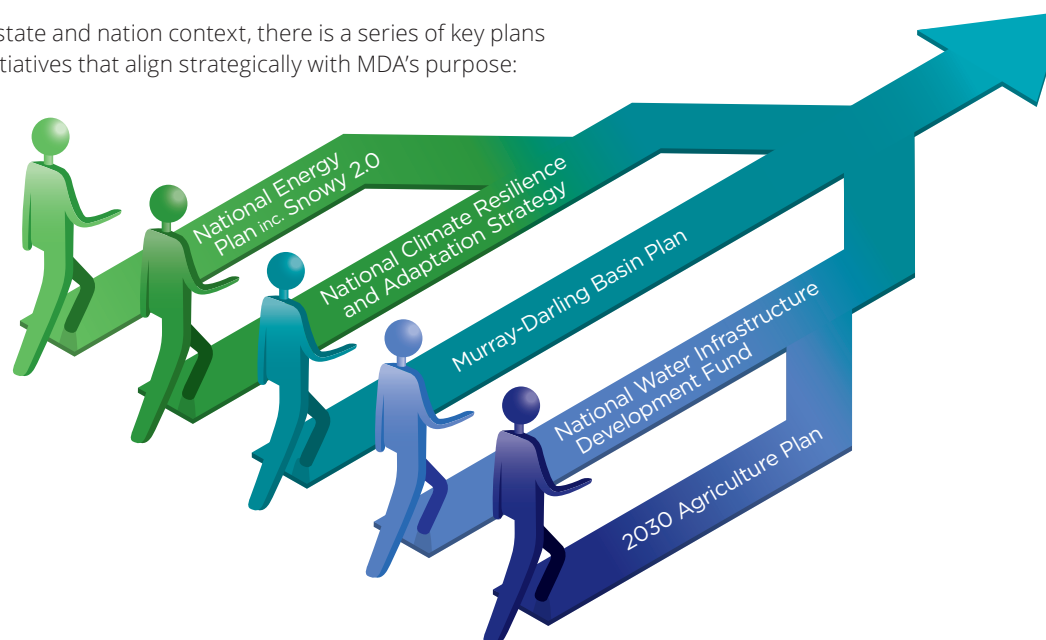 state and nation context, there is a series of key plans
tiatives that align strategically with MDA’s purpose:
National Energy
Plan inc. Snowy 2.0
National Climate Resilience
and Adaptation Strategy
Murray-Darling Basin Plan
National Water Infrastructure
Development Fund
2030 Agriculture Plan